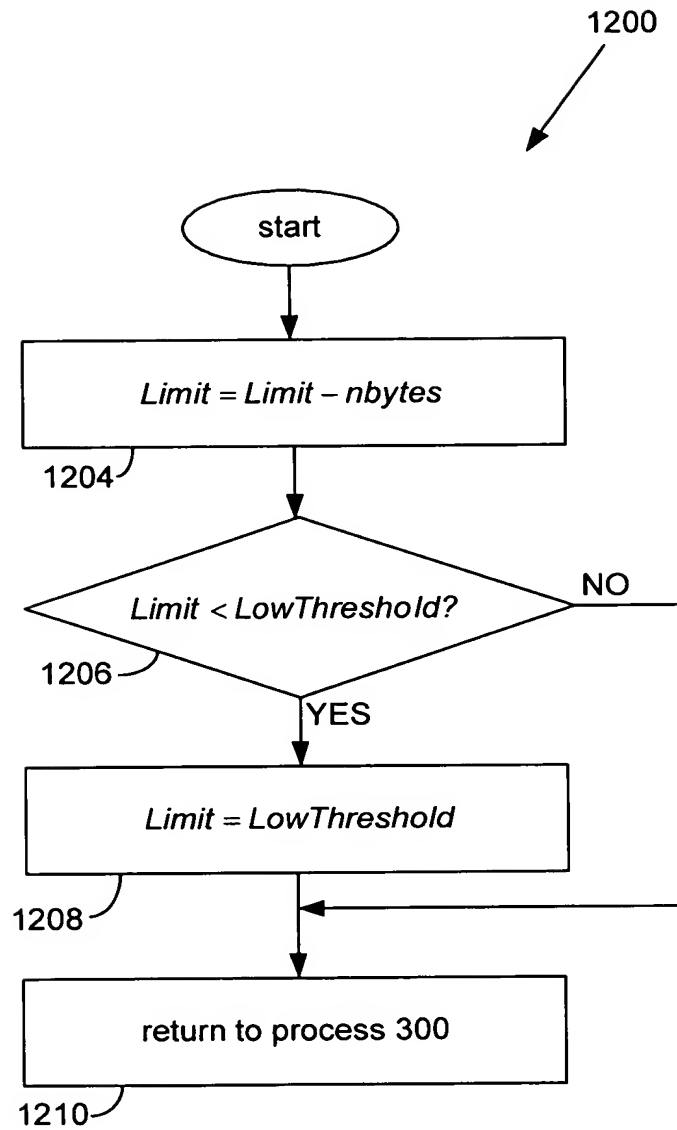 1200
start
Limit = Limit – nbytes
1204
Limit < LowThreshold?
NO
1206
YES
Limit = LowThreshold
1208
return to process 300
1210